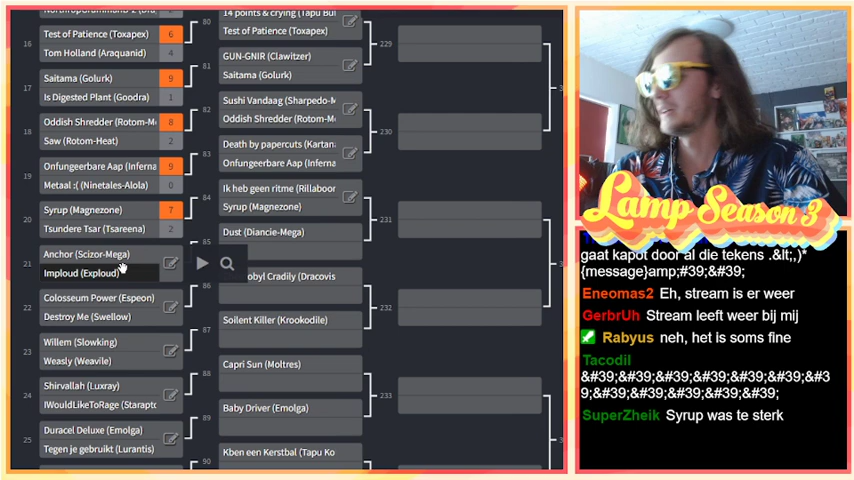 14 points & crying (Tapu Bul
80
Test of Patience (Toxapex) 6
16
Tom Holland (Araquanid) 4
Test of Patience (Toxapex)
229
Saitama (Golurk) 9
17
Is Digested Plant (Goodra) 1
GUN-GNIR (Clawitzer)
81
Saitama (Golurk)
Oddish Shredder (Rotom-M 8
18
Saw (Rotom-Heat) 2
Sushi Vandaag (Sharpedo-M
82
Oddish Shredder (Rotom-M
230
Onfungeerbare Aap (Inferna 9
19
Metaal :( (Ninetales-Alola) 0
Death by papercuts (Kartan
83
Onfungeerbare Aap (Inferna
Syrup (Magnezone) 7
20
Tsundere Tsar (Tsareena) 2
Ik heb geen ritme (Rillaboor
84
Syrup (Magnezone)
231
Anchor (Scizor-Mega)
21
Imploud (Exploud)
Dust (Diancie-Mega)
85
Colosseum Power (Espeon)
22
Destroy Me (Swellow)
obyl Cradily (Dracovis
86
232
Willem (Slowking)
23
Weasly (Weavile)
Soilent Killer (Krookodile)
87
Shirvallah (Luxray)
24
IWouldLikeToRage (Starapto
Capri Sun (Moltres)
88
233
Duracel Deluxe (Emolga)
25
Tegen je gebruikt (Lurantis)
Baby Driver (Emolga)
89
Kben een Kerstbal (Tapu Ko
90
Lamp Season 3
gaat kapot door al die tekens .&lt;,)*
{message}amp;#39;&#39;
Eneomas2 Eh, stream is er weer
GerbrUh Stream leeft weer bij mij
Rabyus neh, het is soms fine
Tacodil
&#39;&#39;&#39;&#39;&#39;&#39;&#39;&#3
9;&#39;&#39;&#39;&#39;&#39;
SuperZheik Syrup was te sterk